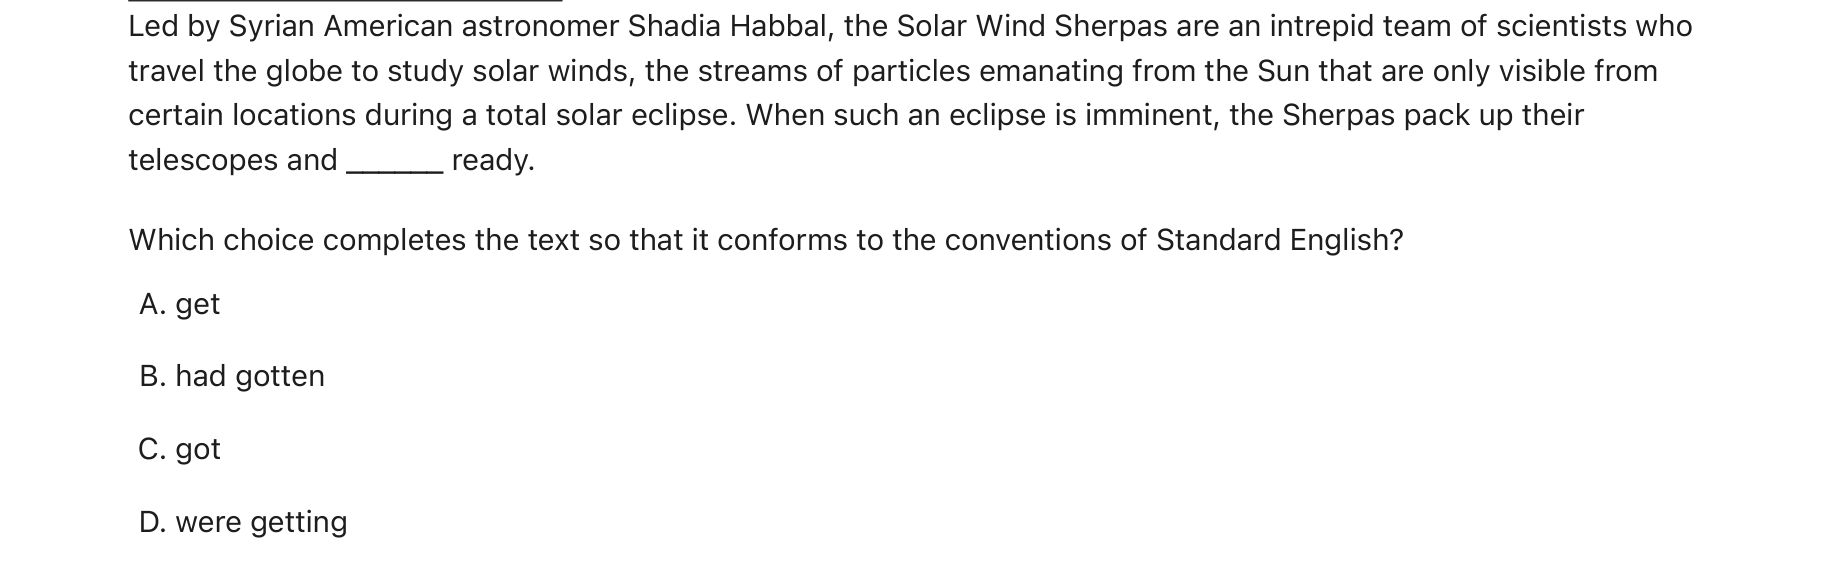 Led by Syrian American astronomer Shadia Habbal, the Solar Wind Sherpas are an intrepid team of scientists who
travel the globe to study solar winds, the streams of particles emanating from the Sun that are only visible from
certain locations during a total solar eclipse. When such an eclipse is imminent, the Sherpas pack up their
telescopes and ______ ready.
Which choice completes the text so that it conforms to the conventions of Standard English?
A. get
B. had gotten
C. got
D. were getting